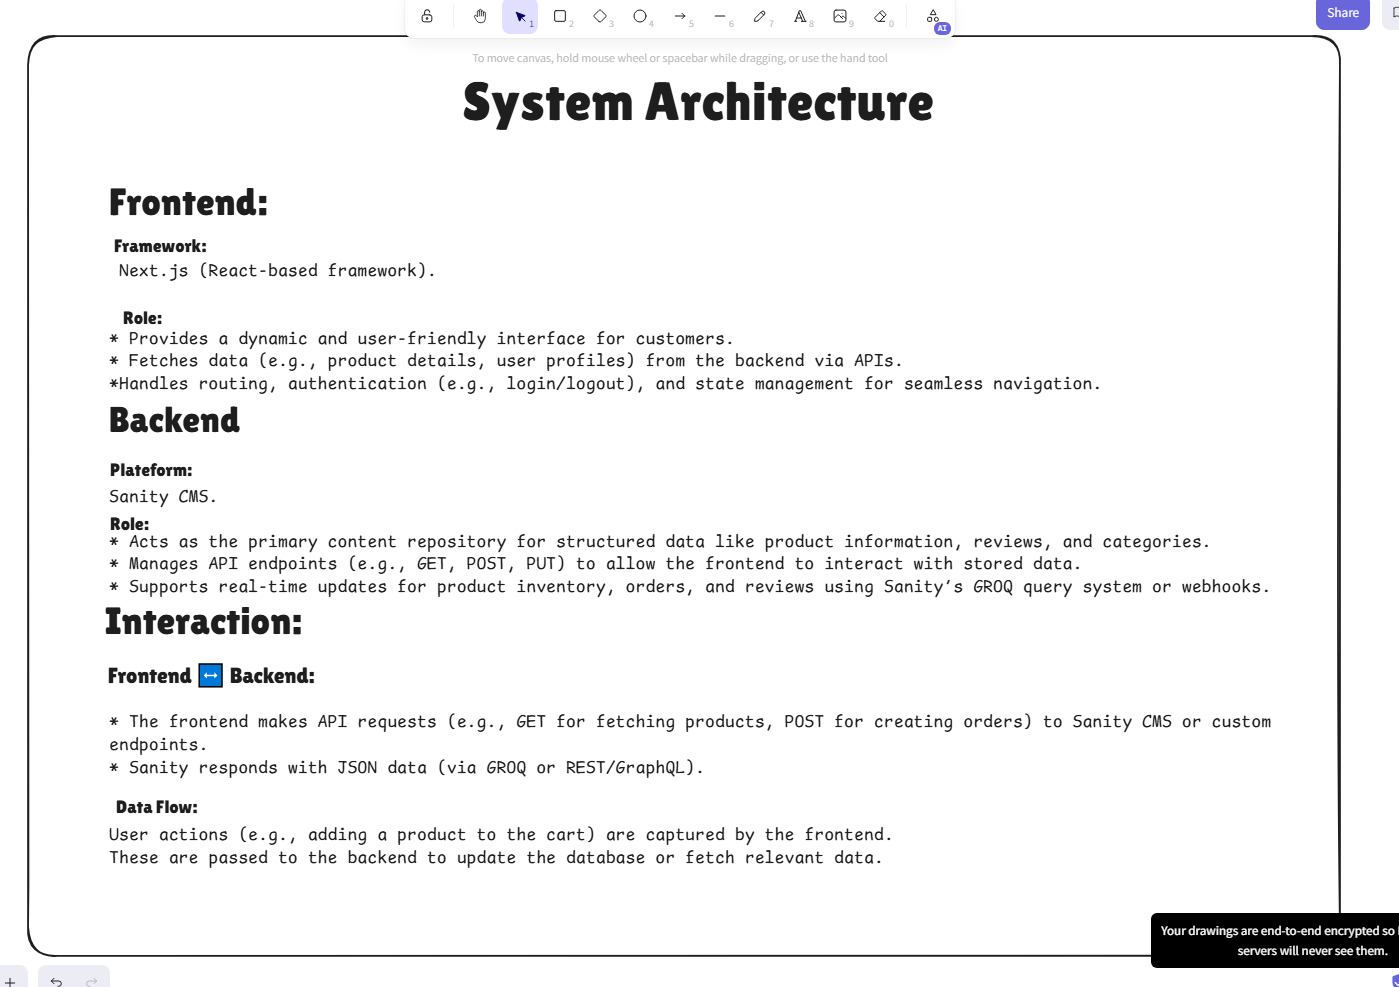 1
2
3
4
5
6
7
8
9
0
AI
Share
To move canvas, hold mouse wheel or spacebar while dragging, or use the hand tool
System Architecture
Frontend:
Framework:
Next.js (React-based framework).
Role:
* Provides a dynamic and user-friendly interface for customers.
* Fetches data (e.g., product details, user profiles) from the backend via APIs.
*Handles routing, authentication (e.g., login/logout), and state management for seamless navigation.
Backend
Plateform:
Sanity CMS.
Role:
* Acts as the primary content repository for structured data like product information, reviews, and categories.
* Manages API endpoints (e.g., GET, POST, PUT) to allow the frontend to interact with stored data.
* Supports real-time updates for product inventory, orders, and reviews using Sanity’s GROQ query system or webhooks.
Interaction:
Frontend ↔ Backend:
* The frontend makes API requests (e.g., GET for fetching products, POST for creating orders) to Sanity CMS or custom
endpoints.
* Sanity responds with JSON data (via GROQ or REST/GraphQL).
Data Flow:
User actions (e.g., adding a product to the cart) are captured by the frontend.
These are passed to the backend to update the database or fetch relevant data.
Your drawings are end-to-end encrypted so
servers will never see them.